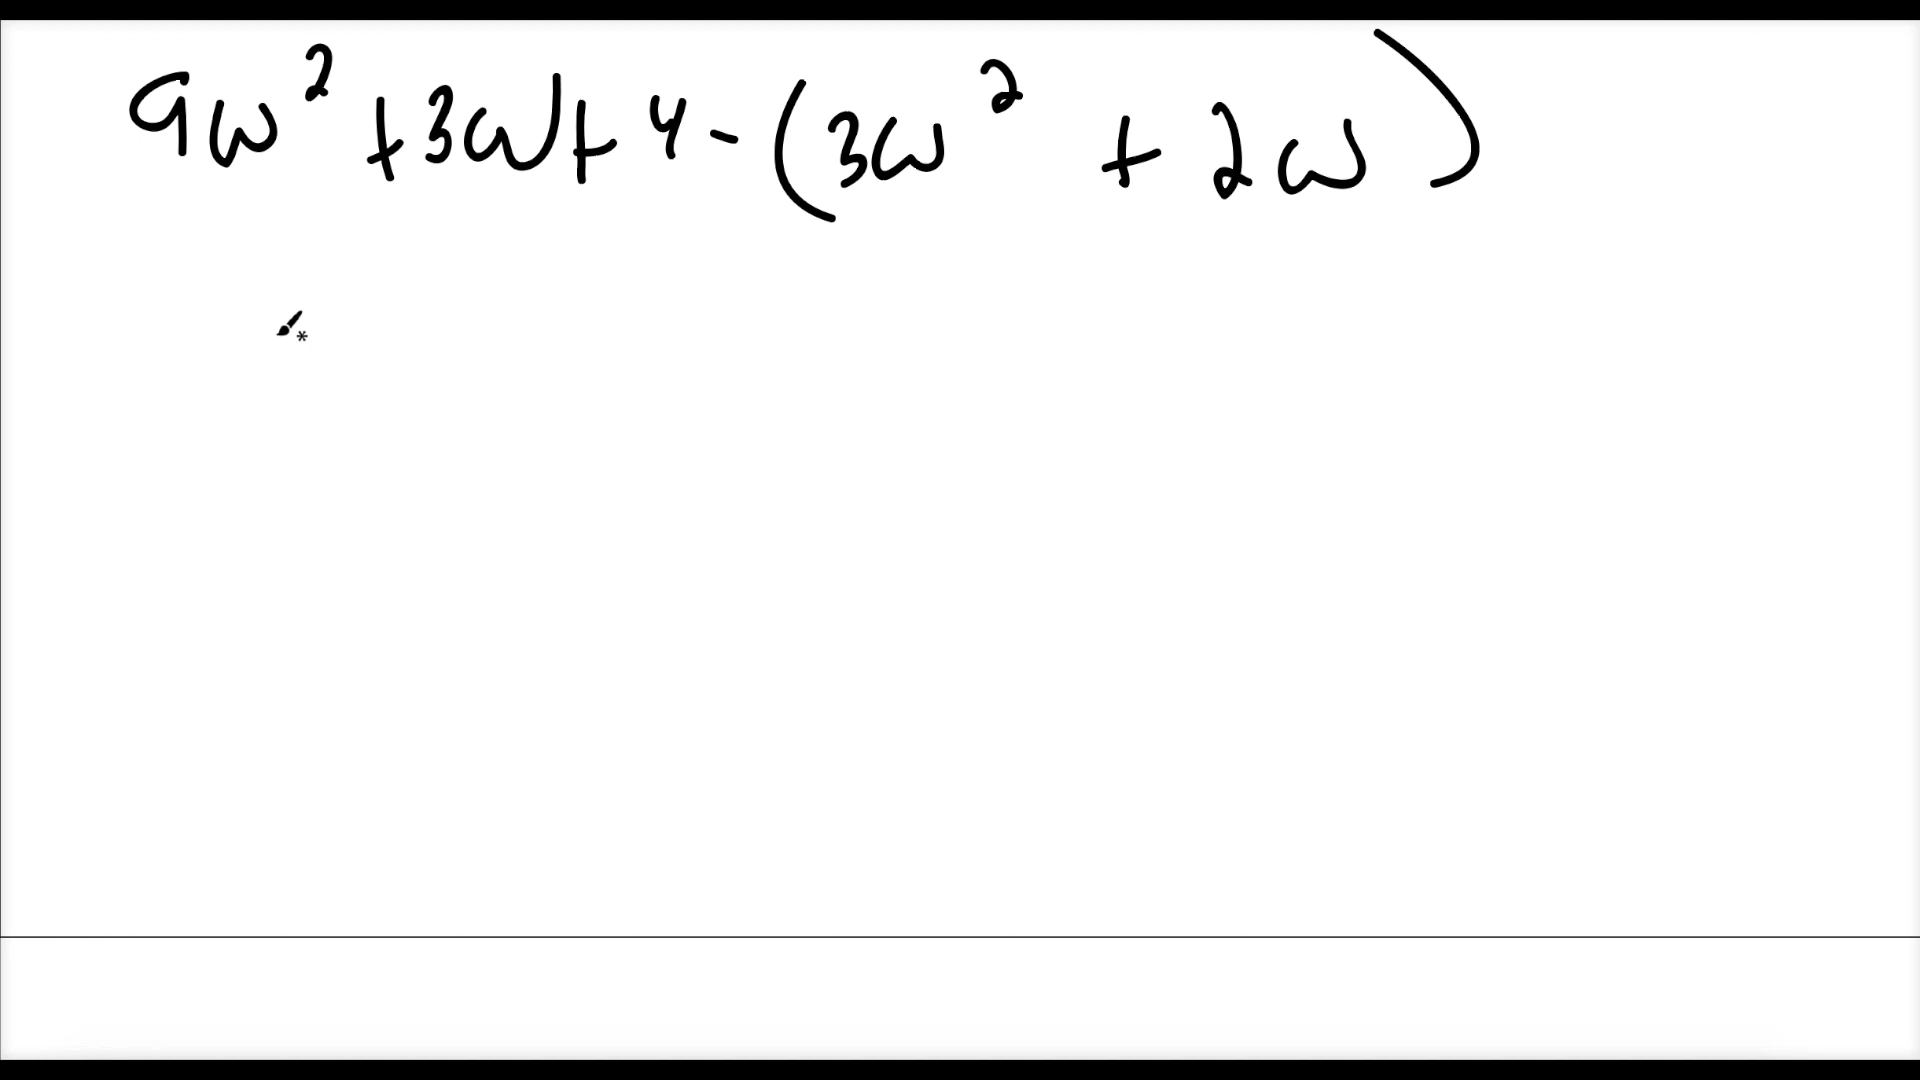 9w² + 3w + 4 - (3w² + 2w)